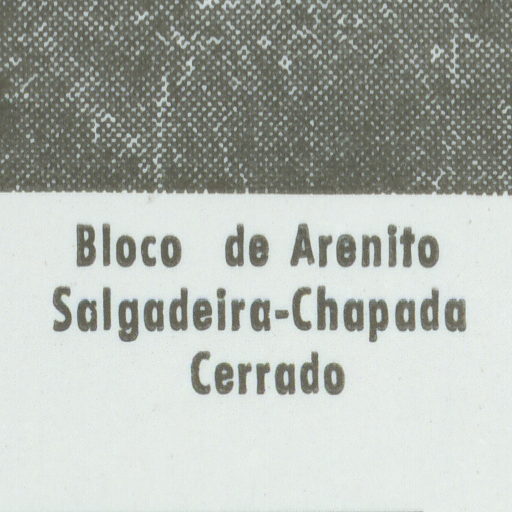 Bloco de Arenito
Salgadeira-Chapada
Cerrado